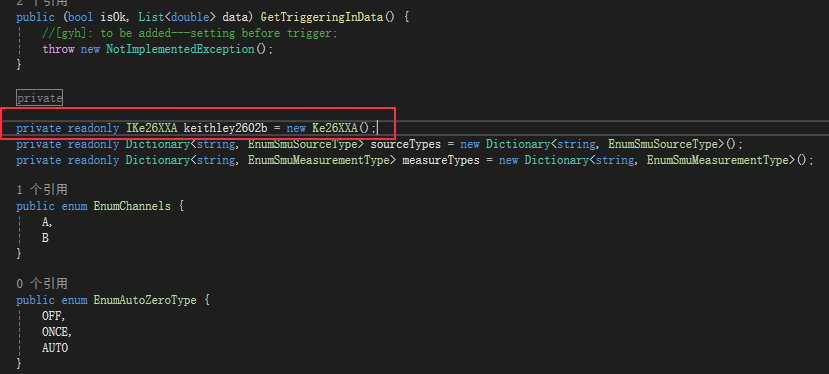 2 个引用
public (bool isOk, List<double> data) GetTriggeringInData() {
//[gyh]: to be added---setting before trigger;
throw new NotImplementedException();
}
private
private readonly IKe26XXA keithley2602b = new Ke26XXA();
private readonly Dictionary<string, EnumSmuSourceType> sourceTypes = new Dictionary<string, EnumSmuSourceType>();
private readonly Dictionary<string, EnumSmuMeasurementType> measureTypes = new Dictionary<string, EnumSmuMeasurementType>();
1 个引用
public enum EnumChannels {
A,
B
}
0 个引用
public enum EnumAutoZeroType {
OFF,
ONCE,
AUTO
}